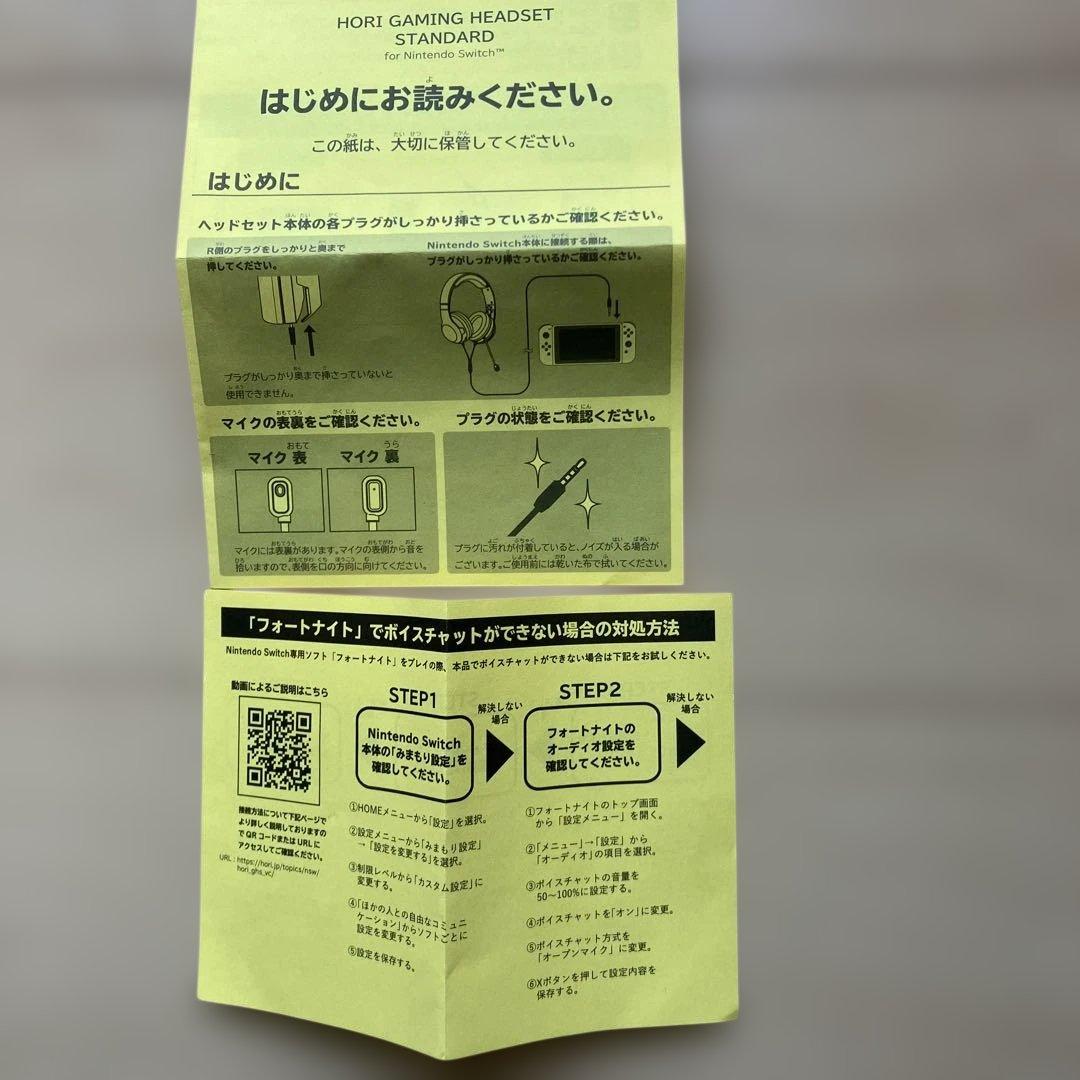 HORI GAMING HEADSET
STANDARD
for Nintendo Switch™
はじめにお読みください。
この紙は、大切に保管してください。
はじめに
ヘッドセット本体の各プラグがしっかり挿さっているかご確認ください。
R側のプラグをしっかりと奥まで
挿してください。
Nintendo Switch本体に接続する際は、
プラグがしっかり挿さっているかご確認ください。
プラグがしっかり奥まで挿さっていないと
使用できません。
マイクの表裏をご確認ください。
マイク 表
マイク 裏
マイクには表裏があります。マイクの表側から音を
拾いますので、表側を口の方向に向けてください。
プラグの状態をご確認ください。
プラグに汚れが付着していると、ノイズが入る場合が
ございます。ご使用前には乾いた布で拭いてください。
「フォートナイト」でボイスチャットができない場合の対処方法
Nintendo Switch専用ソフト「フォートナイト」をプレイの際、本品でボイスチャットができない場合は下記をお試しください。
動画によるご説明はこちら
接続方法について下記ページで
より詳しく説明しておりますの
で QRコードまたは URL に
アクセスしてご確認ください。
URL : https://hori.jp/topics/nsw/
hori_ghs_vc/
STEP1
Nintendo Switch
本体の「みまもり設定」を
確認してください。
解決しない
場合
①HOMEメニューから「設定」を選択。
②設定メニューから「みまもり設定」
→「設定を変更する」を選択。
③制限レベルから「カスタム設定」に
変更する。
④「ほかの人との自由なコミュニ
ケーション」からソフトごとに
設定を変更する。
⑤設定を保存する。
STEP2
フォートナイトの
オーディオ設定を
確認してください。
解決しない
場合
①フォートナイトのトップ画面
から「設定メニュー」を開く。
②「メニュー」→「設定」から
「オーディオ」の項目を選択。
③ボイスチャットの音量を
50～100%に設定する。
④ボイスチャットを「オン」に変更。
⑤ボイスチャット方式を
「オープンマイク」に変更。
⑥Xボタンを押して設定内容を
保存する。